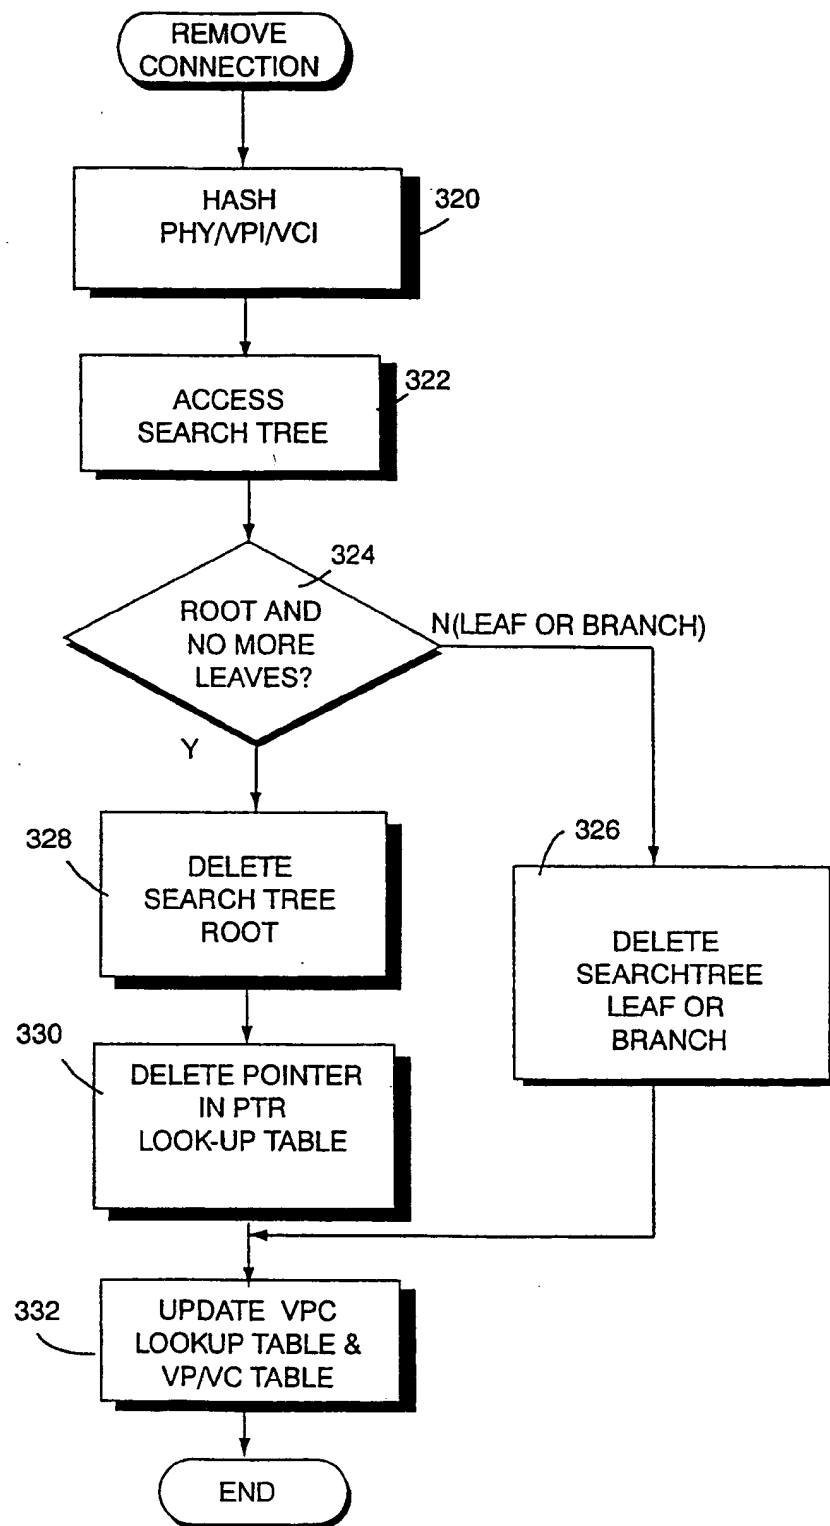 REMOVE
CONNECTION
HASH
PHY/VPI/VCI
320
ACCESS
SEARCH TREE
322
324
ROOT AND
NO MORE
LEAVES?
N(LEAF OR BRANCH)
Y
328
DELETE
SEARCH TREE
ROOT
326
DELETE
SEARCHTREE
LEAF OR
BRANCH
330
DELETE POINTER
IN PTR
LOOK-UP TABLE
332
UPDATE VPC
LOOKUP TABLE &
VP/VC TABLE
END